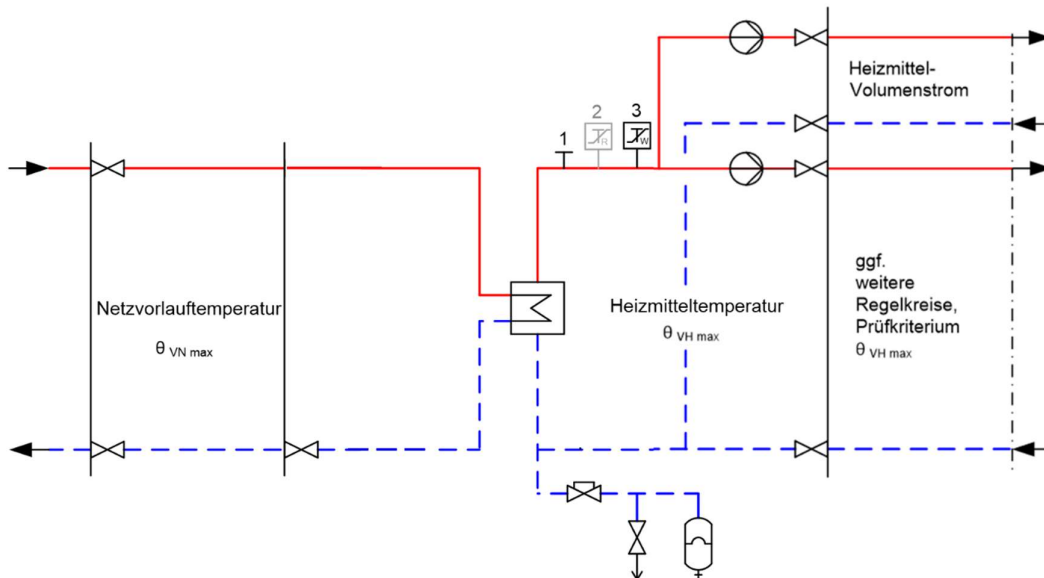 Heizmittel-
Volumenstrom
1
2
3
R
W
Netzvorlauftemperatur
θ VN max
Heizmitteltemperatur
θ VH max
ggf.
weitere
Regelkreise,
Prüfkriterium
θ VH max